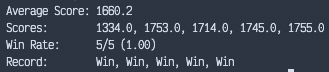 Average Score: 1660.2
Scores: 1334.0, 1753.0, 1714.0, 1745.0, 1755.0
Win Rate: 5/5 (1.00)
Record: Win, Win, Win, Win, Win